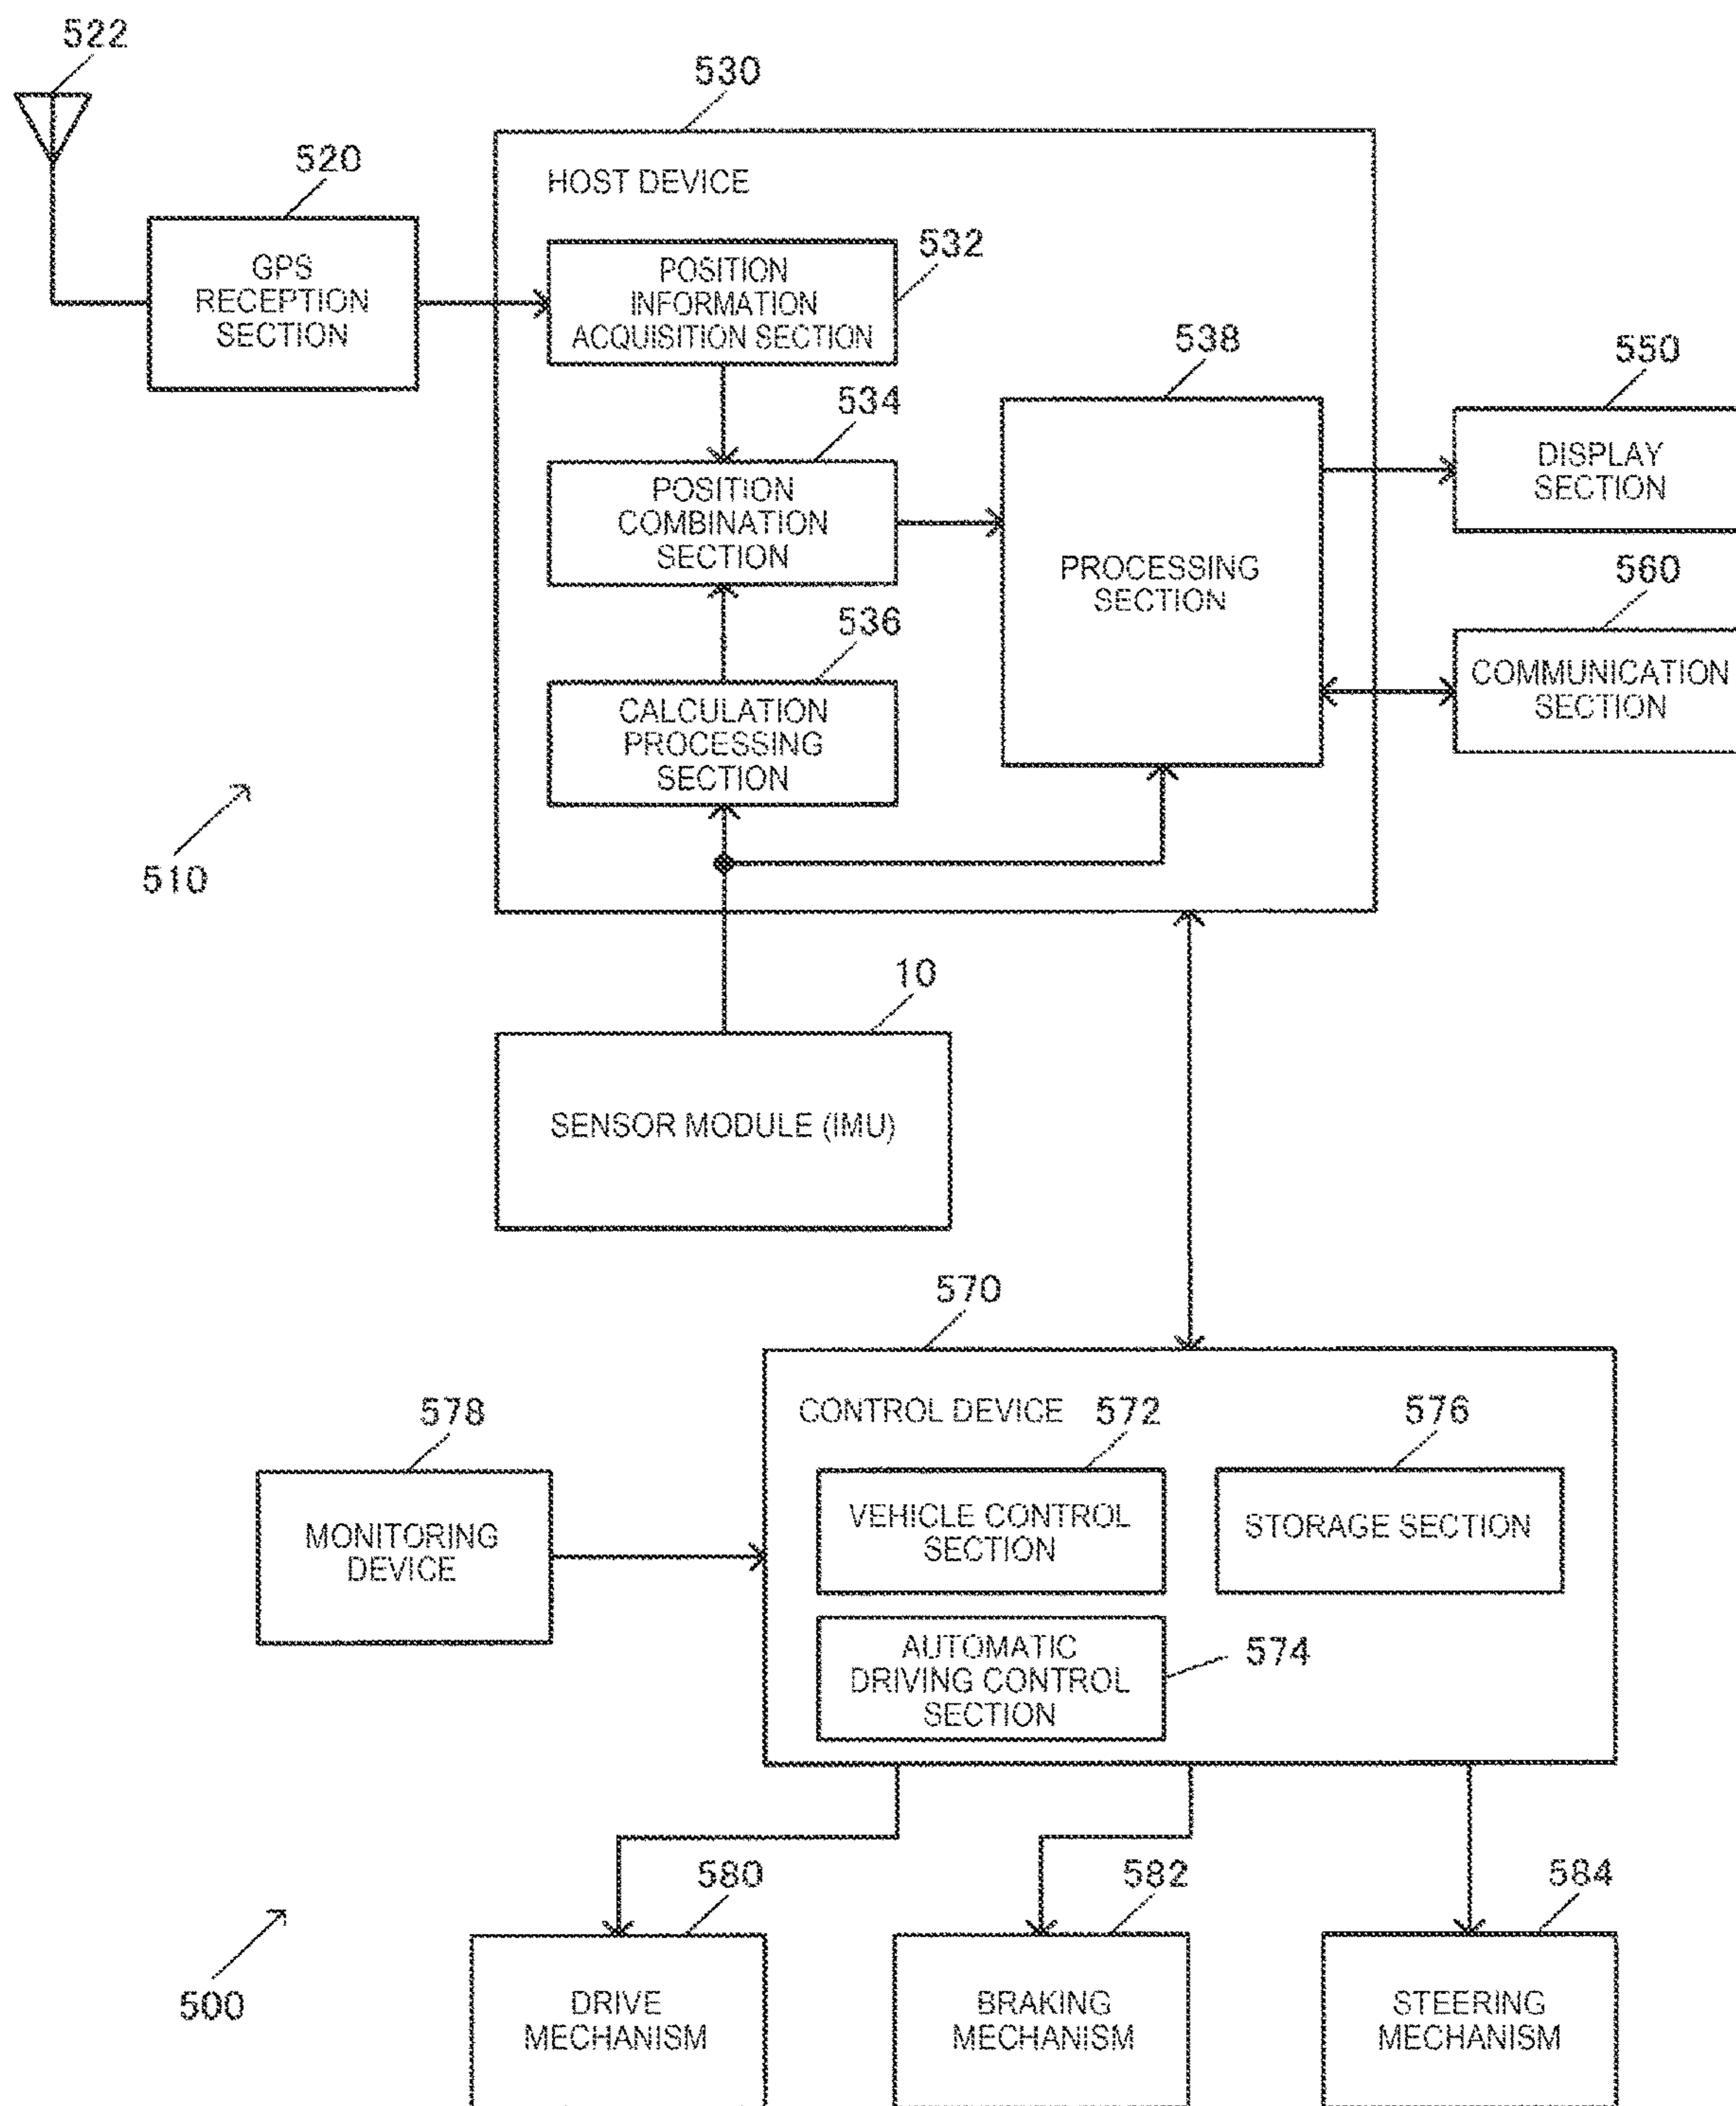 522
530
520
HOST DEVICE
GPS
RECEPTION
SECTION
POSITION
INFORMATION
ACQUISITION SECTION
532
538
550
534
POSITION
COMBINATION
SECTION
DISPLAY
SECTION
PROCESSING
SECTION
560
536
CALCULATION
PROCESSING
SECTION
COMMUNICATION
SECTION
510
10
SENSOR MODULE (IMU)
570
578
CONTROL DEVICE
572
576
MONITORING
DEVICE
VEHICLE CONTROL
SECTION
STORAGE SECTION
AUTOMATIC
DRIVING CONTROL
SECTION
574
580
582
584
500
DRIVE
MECHANISM
BRAKING
MECHANISM
STEERING
MECHANISM